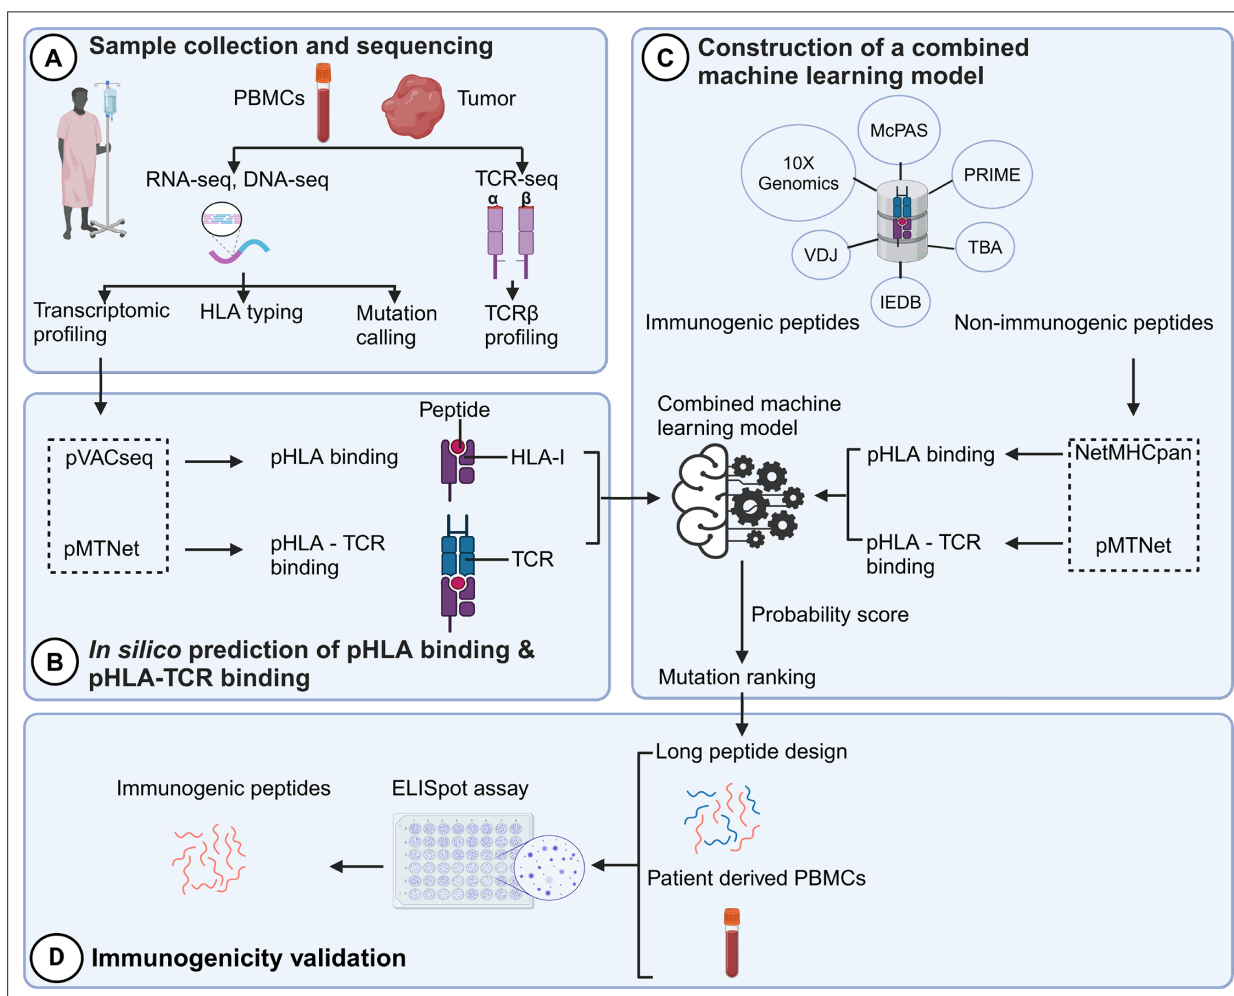 A
Sample collection and sequencing
PBMCs
Tumor
RNA-seq, DNA-seq
TCR-seq
α
β
Transcriptomic
profiling
HLA typing
Mutation
calling
TCRβ
profiling
pVACseq
pMTNet
pHLA binding
pHLA - TCR
binding
Peptide
HLA-I
TCR
B
In silico prediction of pHLA binding &
pHLA-TCR binding
C
Construction of a combined
machine learning model
McPAS
10X
Genomics
PRIME
VDJ
TBA
IEDB
Immunogenic peptides
Non-immunogenic peptides
Combined machine
learning model
pHLA binding
NetMHCpan
pHLA - TCR
binding
pMTNet
Probability score
Mutation ranking
Long peptide design
Immunogenic peptides
ELISpot assay
Patient derived PBMCs
D
Immunogenicity validation